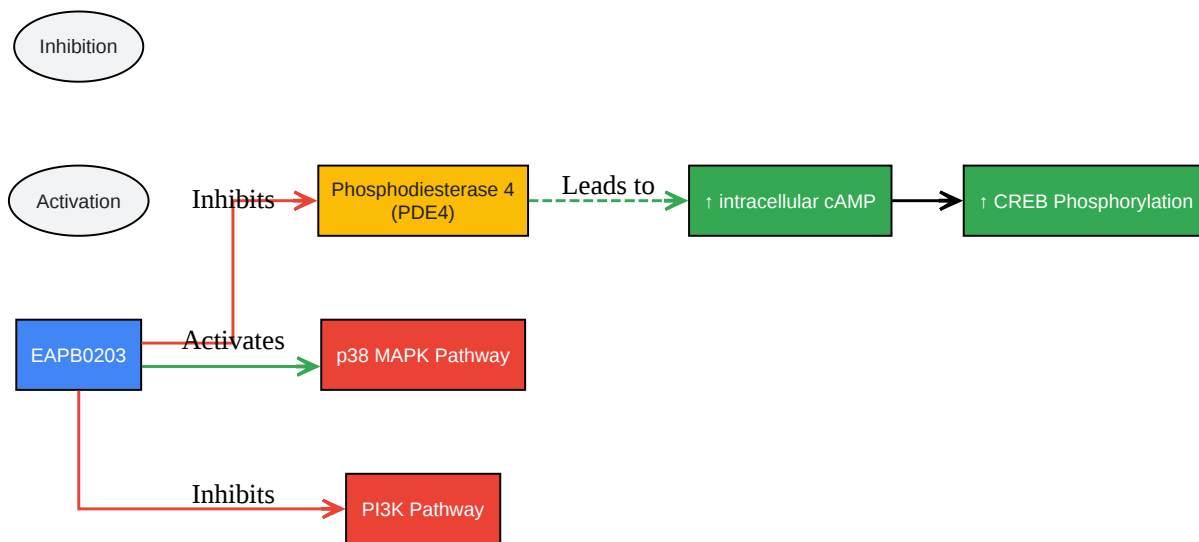 Inhibition
Activation
Inhibits
Phosphodiesterase 4
(PDE4)
Leads to
↑ intracellular cAMP
↑ CREB Phosphorylation
EAPB0203
Activates
p38 MAPK Pathway
Inhibits
PI3K Pathway